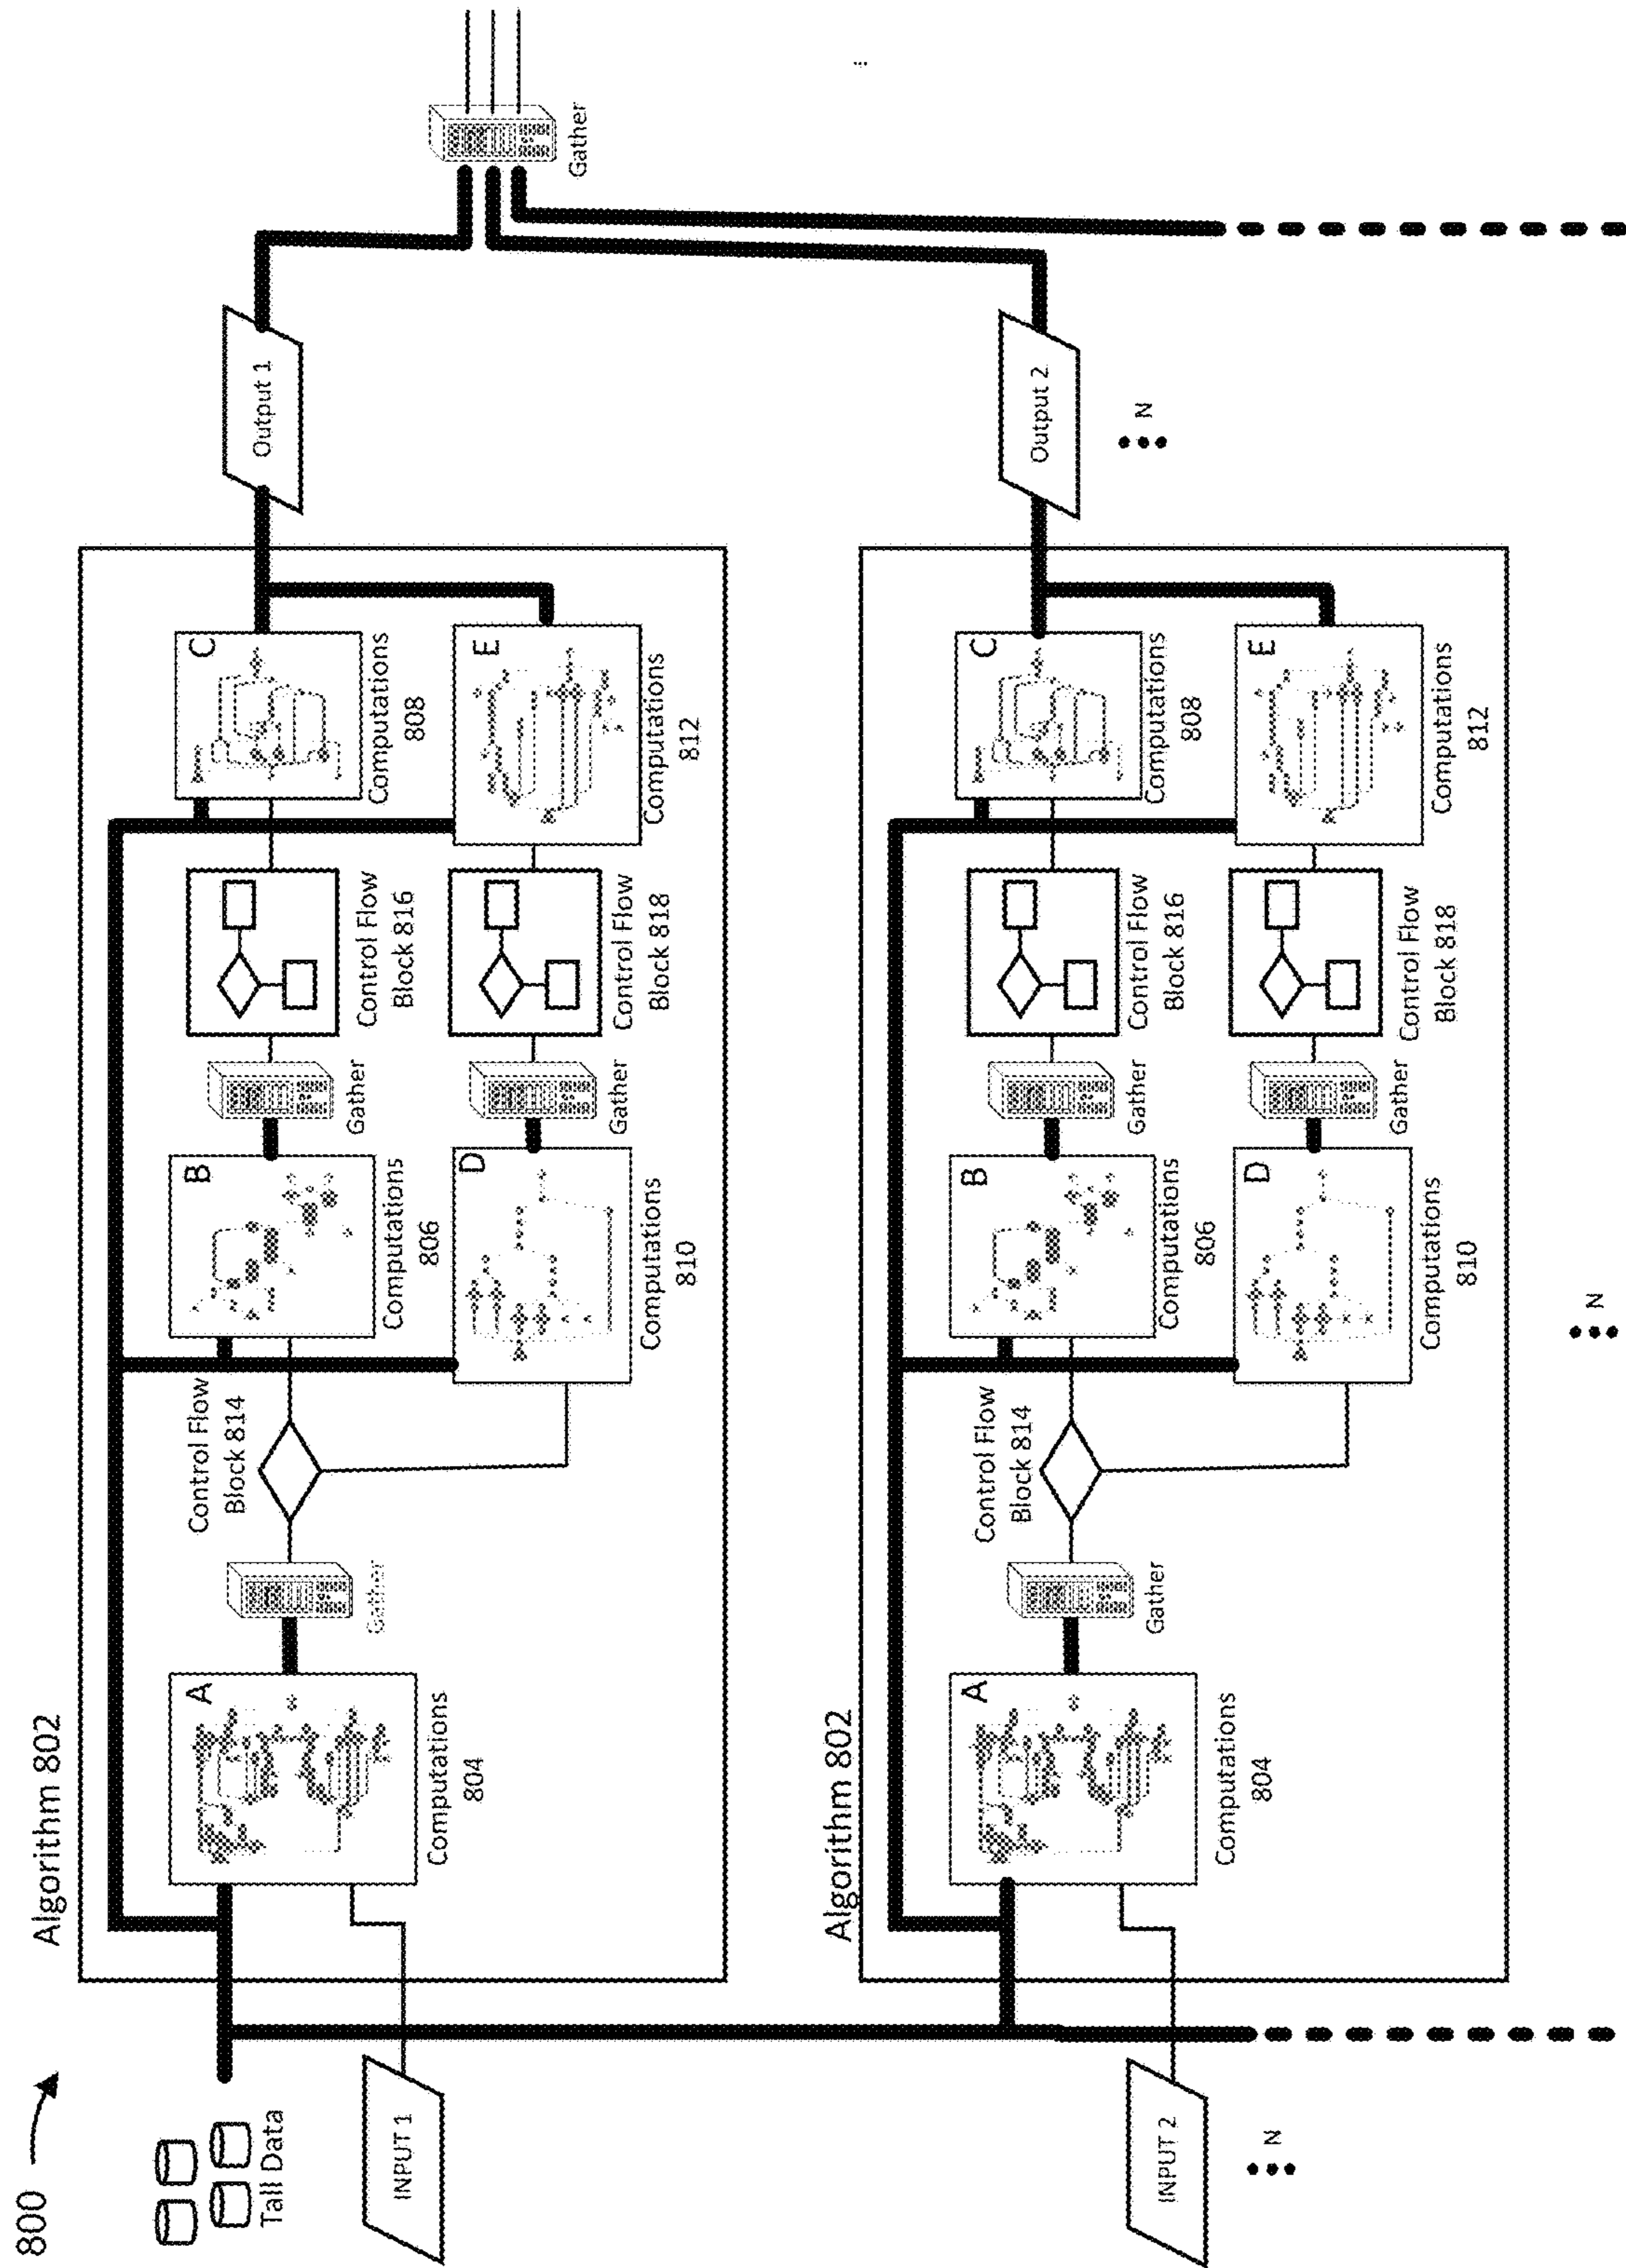 800
Tall Data
INPUT 1
INPUT 2
N
Algorithm 802
A
Computations
804
Gather
Control Flow
Block 814
B
Computations
806
Gather
Control Flow
Block 816
C
Computations
808
D
Computations
810
Gather
Control Flow
Block 818
E
Computations
812
Output 1
Algorithm 802
A
Computations
804
Gather
Control Flow
Block 814
B
Computations
806
Gather
Control Flow
Block 816
C
Computations
808
D
Computations
810
Gather
Control Flow
Block 818
E
Computations
812
N
Output 2
N
Gather
...